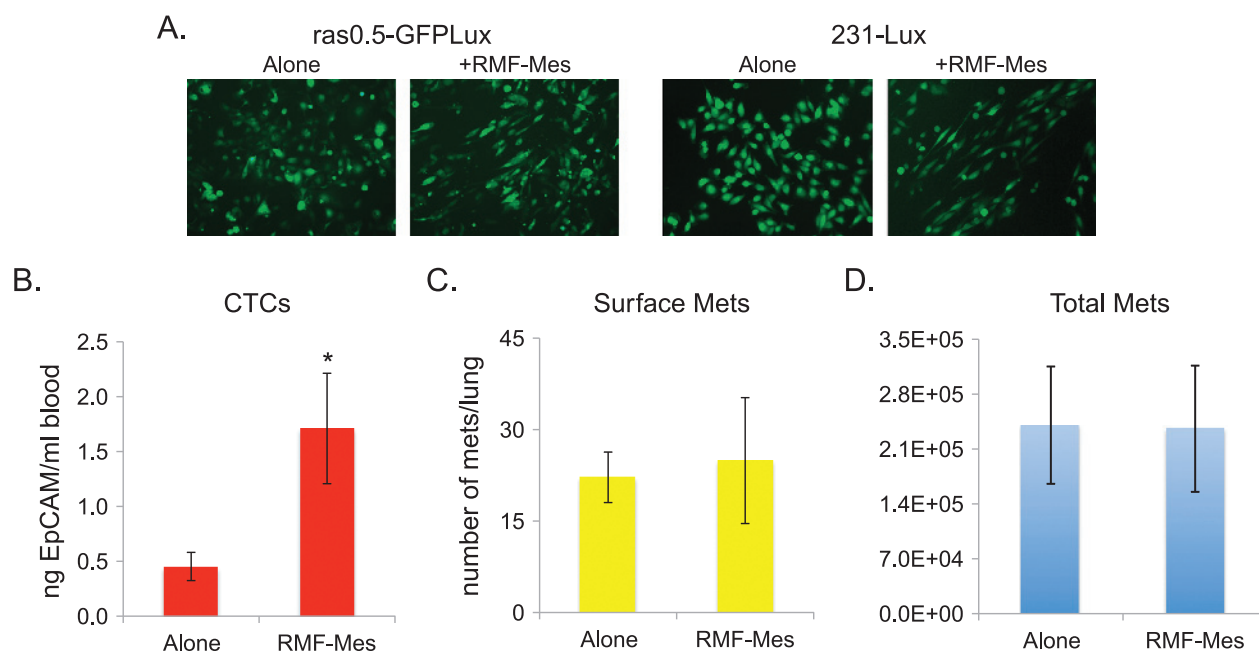 A.
ras0.5-GFPLux
231-Lux
Alone
+RMF-Mes
Alone
+RMF-Mes
B.
CTCs
ng EpCAM/ml blood
2.5
2.0
1.5
1.0
0.5
0.0
*
Alone
RMF-Mes
C.
Surface Mets
number of mets/lung
45
30
15
0
Alone
RMF-Mes
D.
Total Mets
3.5E+05
2.8E+05
2.1E+05
1.4E+05
7.0E+04
0.0E+00
Alone
RMF-Mes